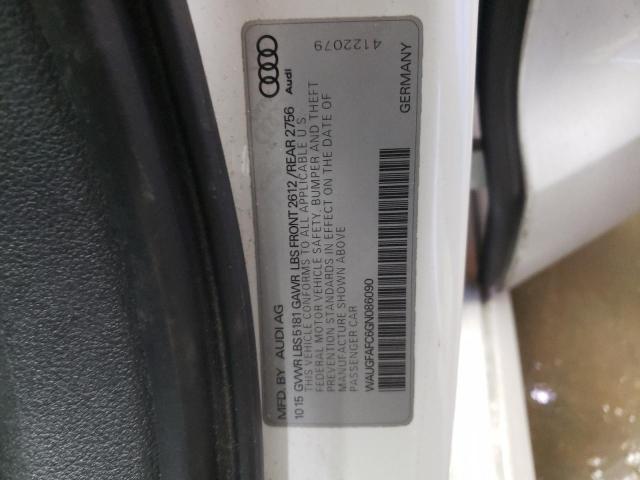 MFD. BY AUDI AG
10 15 GVWR LBS 5181 GAWR LBS FRONT 2612 / REAR 2756
THIS VEHICLE CONFORMS TO ALL APPLICABLE U.S.
FEDERAL MOTOR VEHICLE SAFETY, BUMPER AND THEFT
PREVENTION STANDARDS IN EFFECT ON THE DATE OF
MANUFACTURE SHOWN ABOVE
PASSENGER CAR
WAUGFAFC6GN086090
GERMANY
Audi
4122079